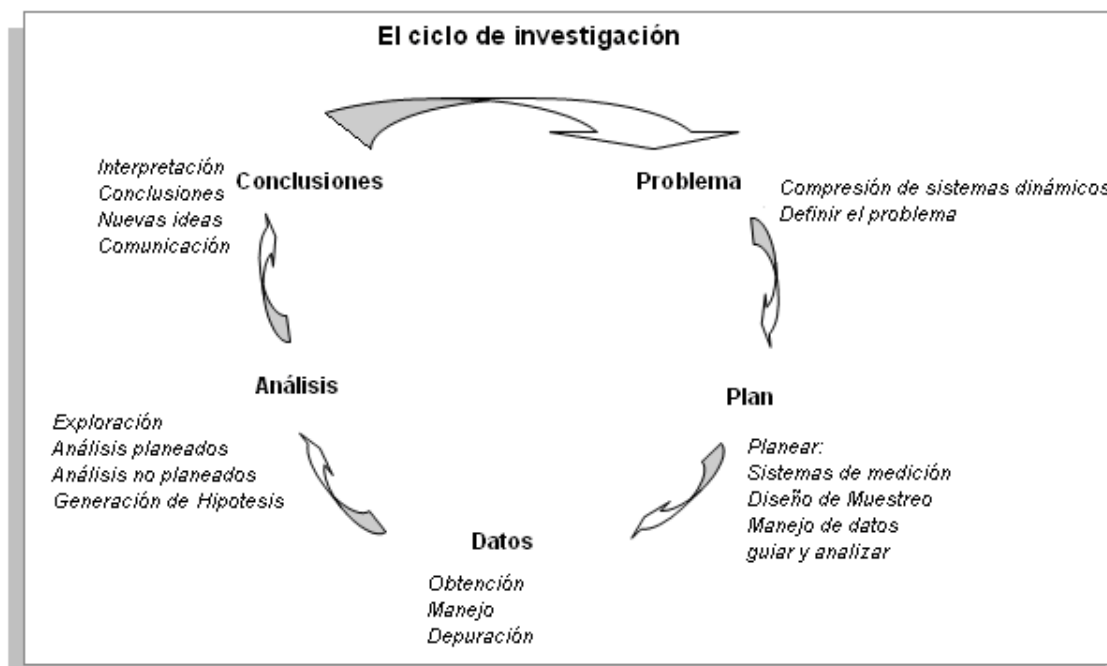 El ciclo de investigación
Conclusiones
Interpretación
Conclusiones
Nuevas ideas
Comunicación
Problema
Compresión de sistemas dinámicos
Definir el problema
Plan
Planear:
Sistemas de medición
Diseño de Muestreo
Manejo de datos
guiar y analizar
Datos
Obtención
Manejo
Depuración
Análisis
Exploración
Análisis planeados
Análisis no planeados
Generación de Hipotesis